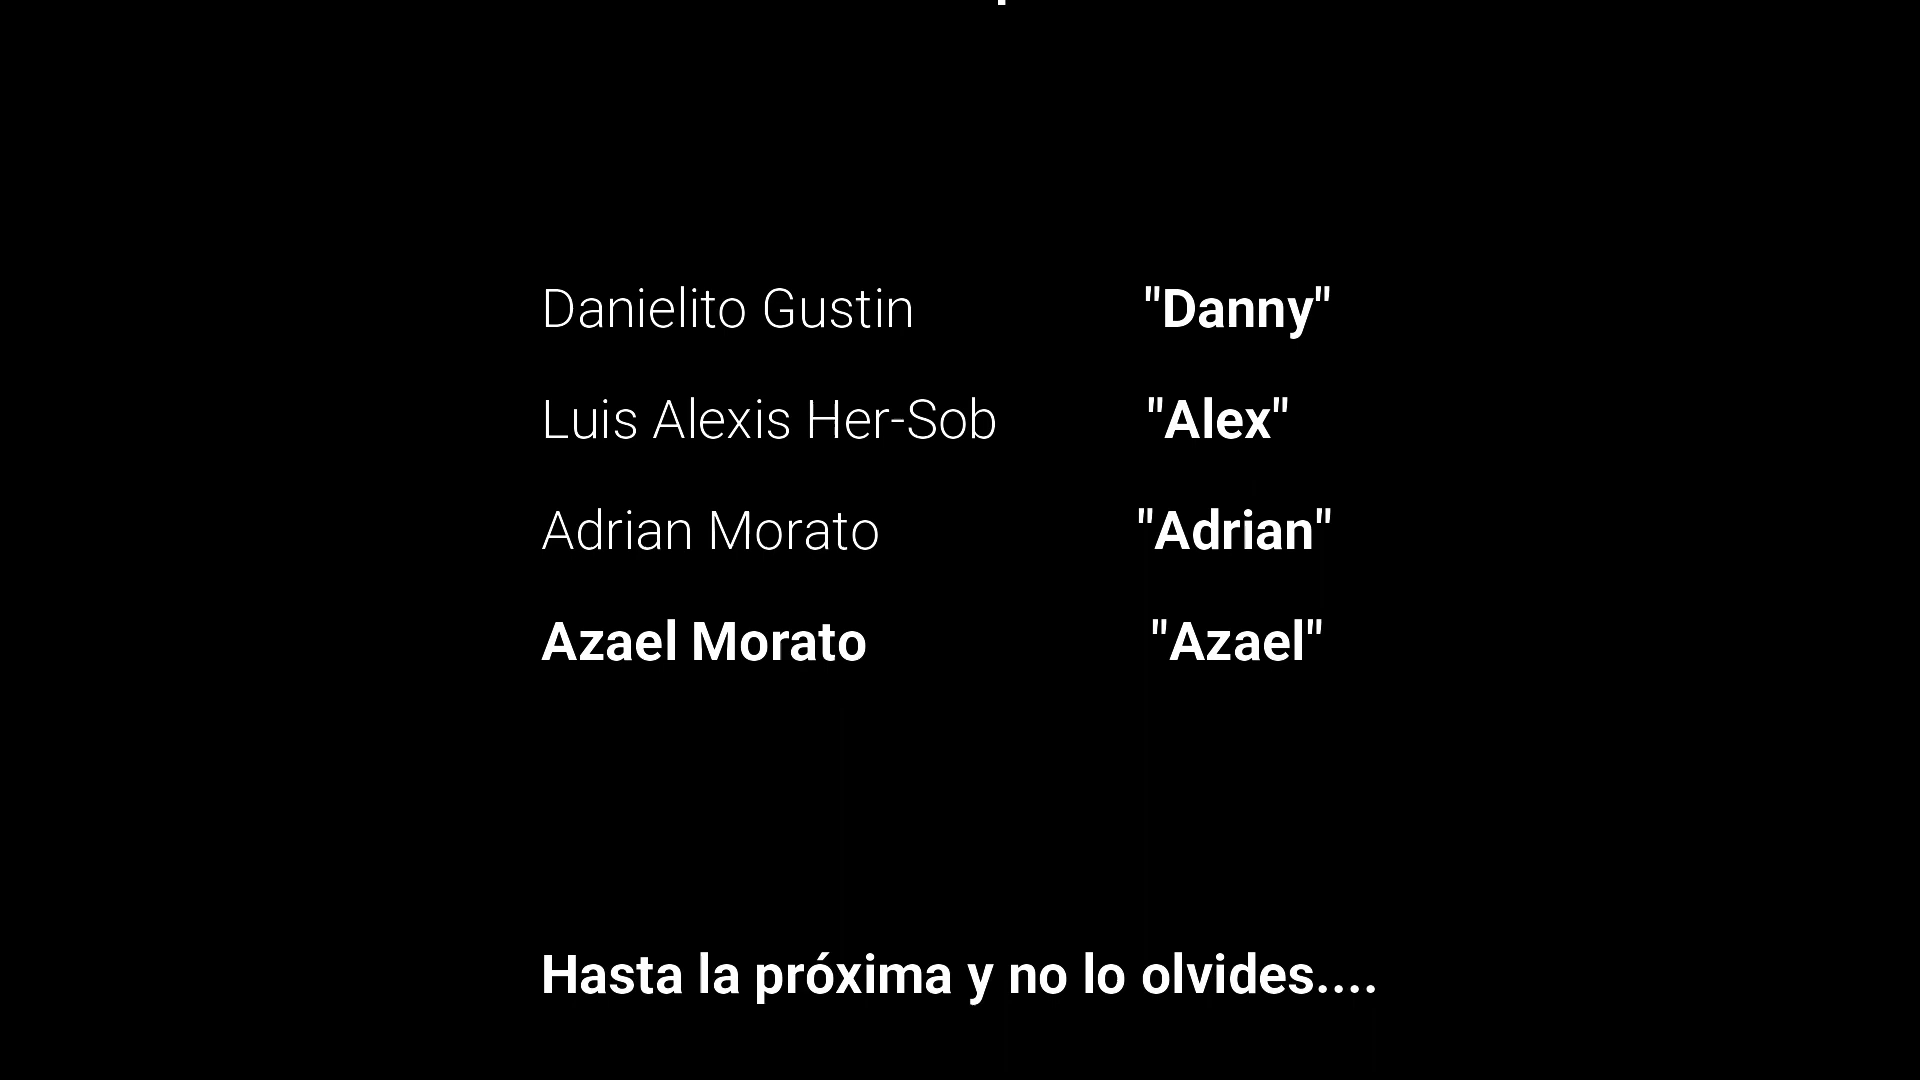 Danielito Gustin "Danny"
Luis Alexis Her-Sob "Alex"
Adrian Morato "Adrian"
Azael Morato "Azael"
Hasta la próxima y no lo olvides....